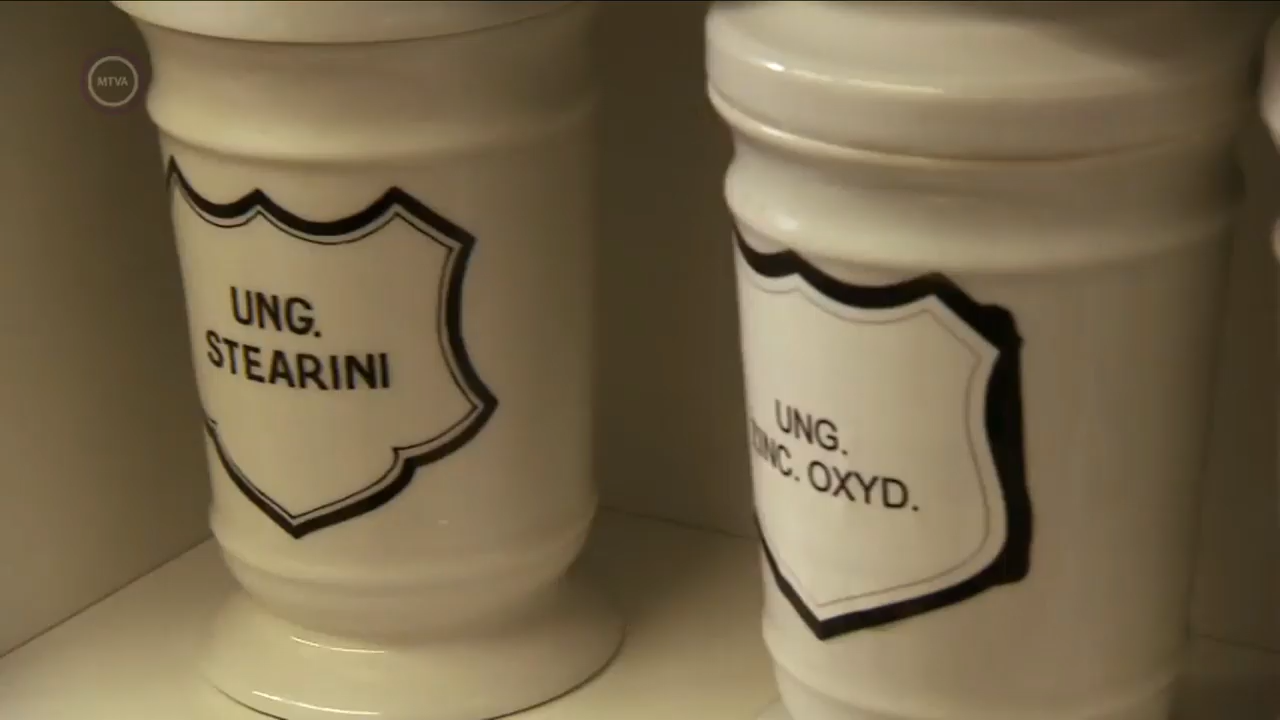 MTVA
UNG.
STEARINI
UNG.
ZINC. OXYD.